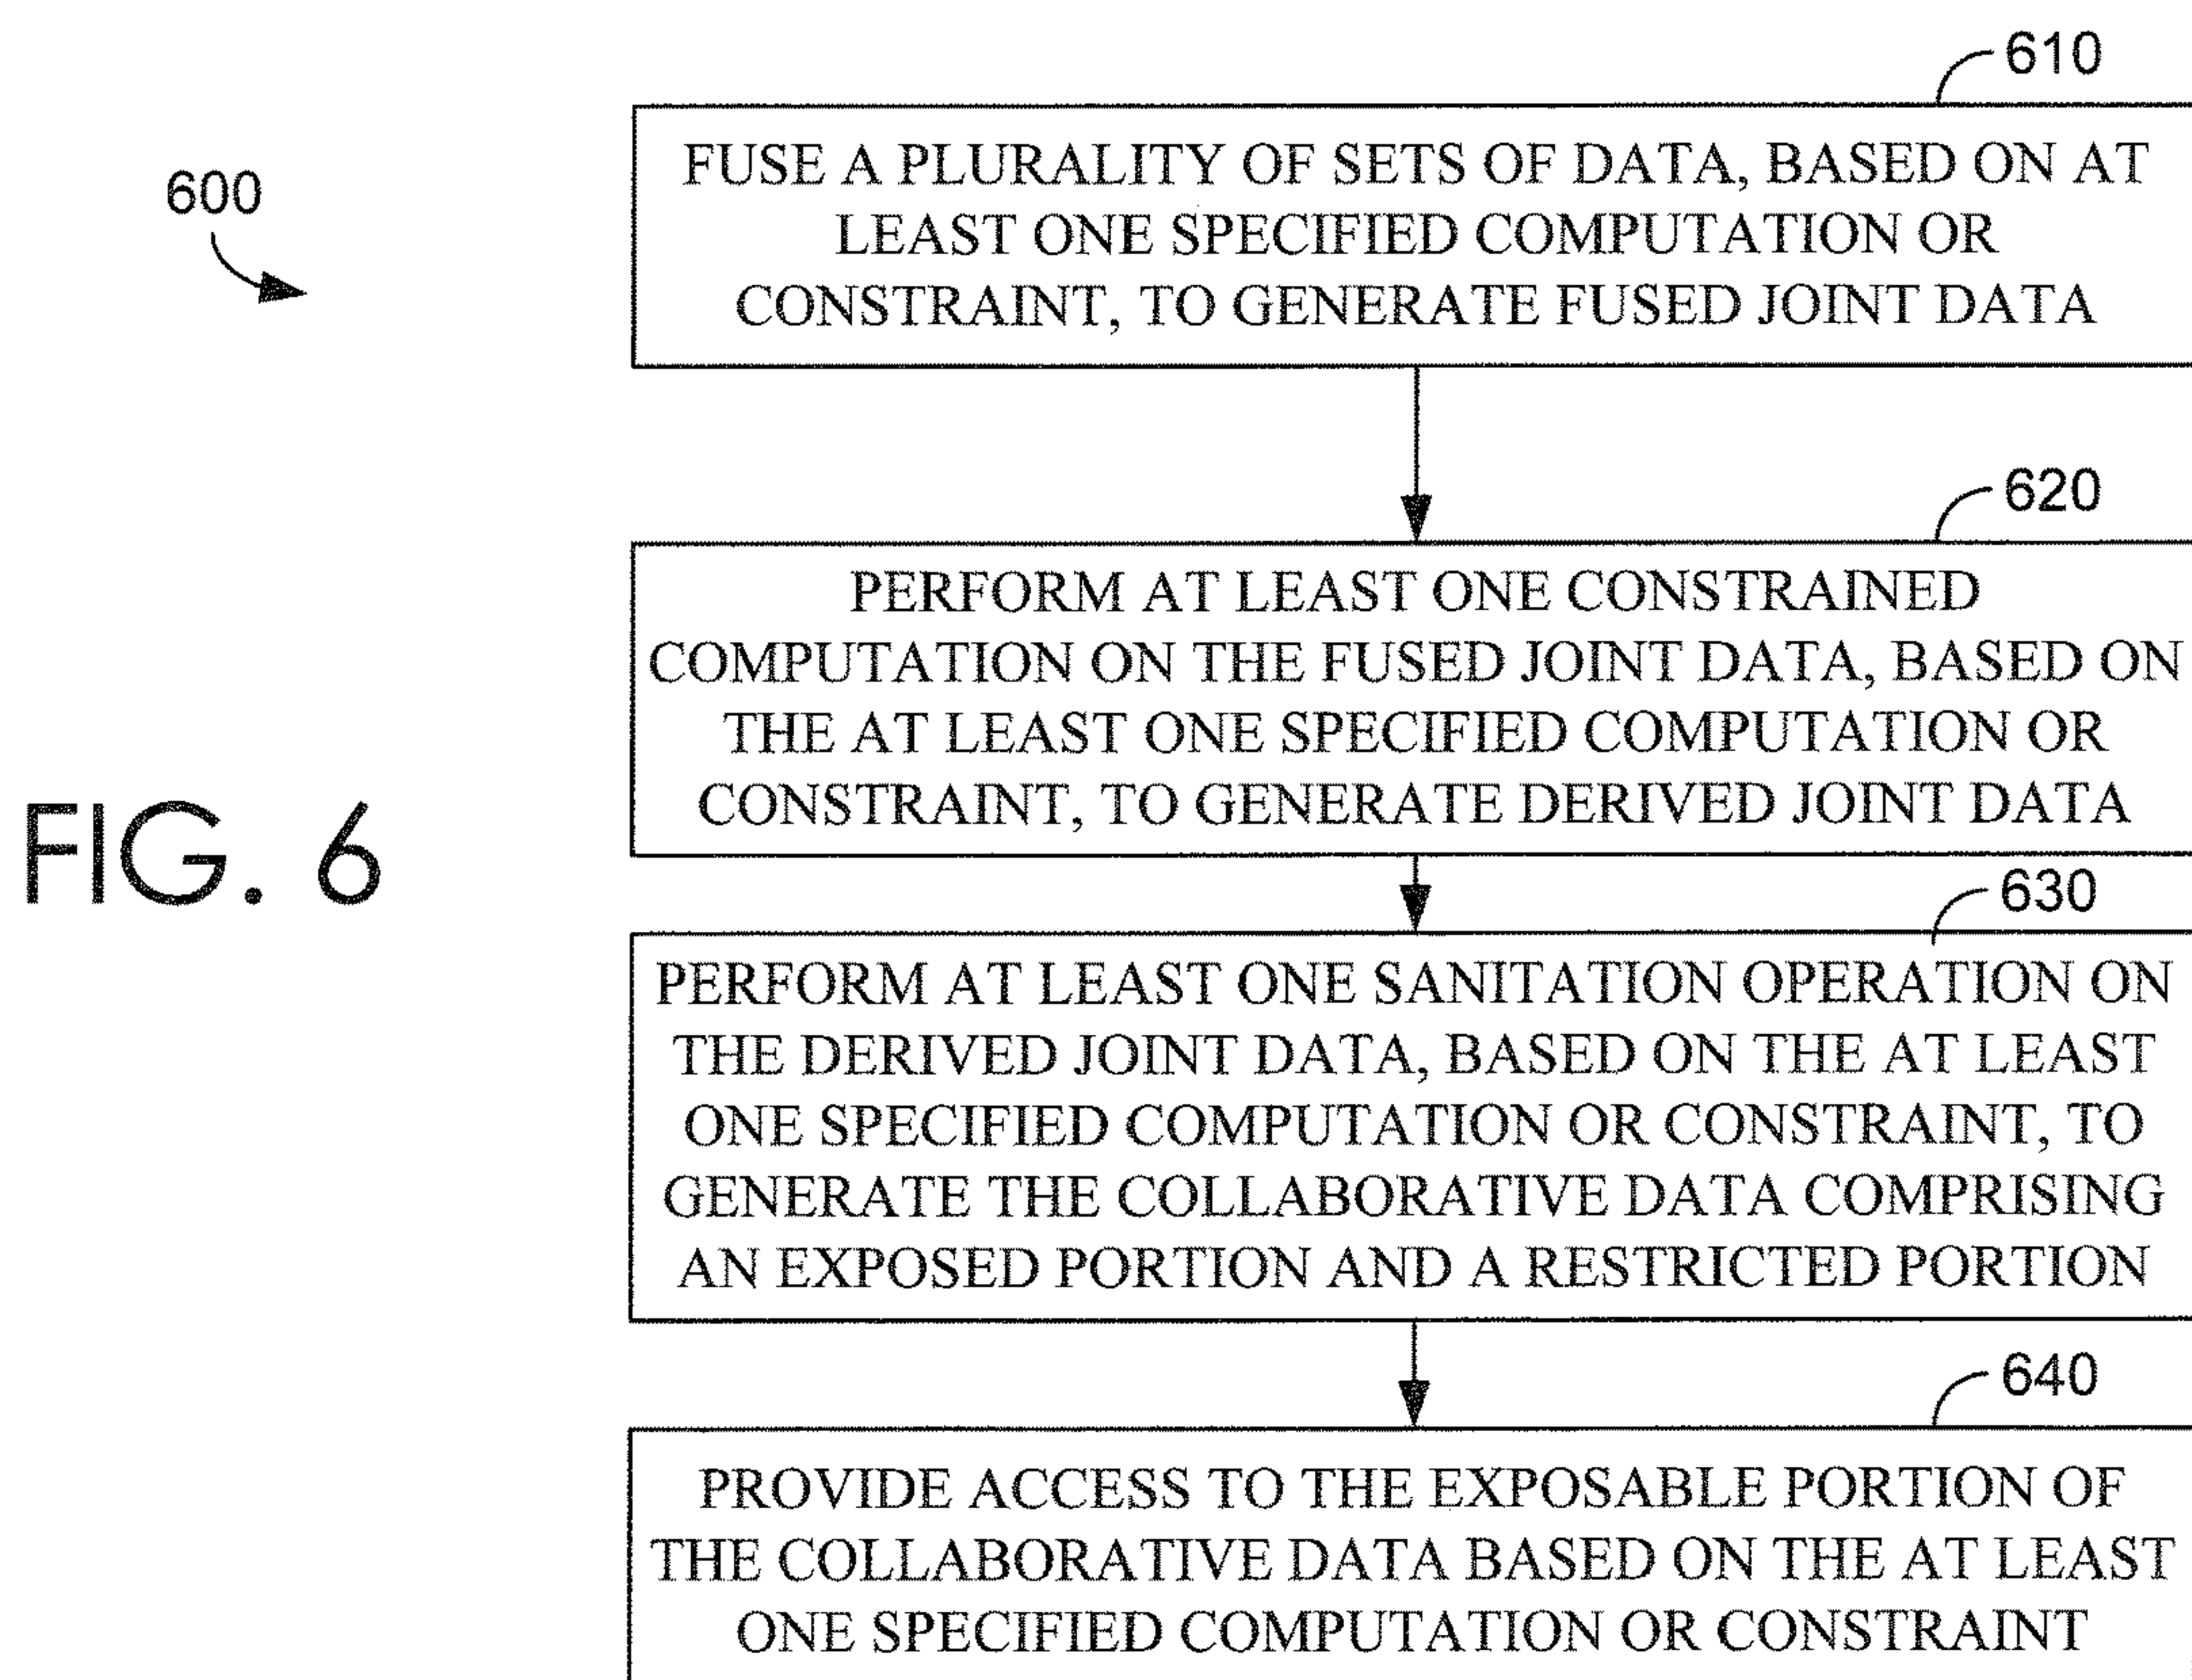 610
600
FUSE A PLURALITY OF SETS OF DATA, BASED ON AT
LEAST ONE SPECIFIED COMPUTATION OR
CONSTRAINT, TO GENERATE FUSED JOINT DATA
620
PERFORM AT LEAST ONE CONSTRAINED
COMPUTATION ON THE FUSED JOINT DATA, BASED ON
THE AT LEAST ONE SPECIFIED COMPUTATION OR
CONSTRAINT, TO GENERATE DERIVED JOINT DATA
FIG. 6
630
PERFORM AT LEAST ONE SANITATION OPERATION ON
THE DERIVED JOINT DATA, BASED ON THE AT LEAST
ONE SPECIFIED COMPUTATION OR CONSTRAINT, TO
GENERATE THE COLLABORATIVE DATA COMPRISING
AN EXPOSED PORTION AND A RESTRICTED PORTION
640
PROVIDE ACCESS TO THE EXPOSABLE PORTION OF
THE COLLABORATIVE DATA BASED ON THE AT LEAST
ONE SPECIFIED COMPUTATION OR CONSTRAINT